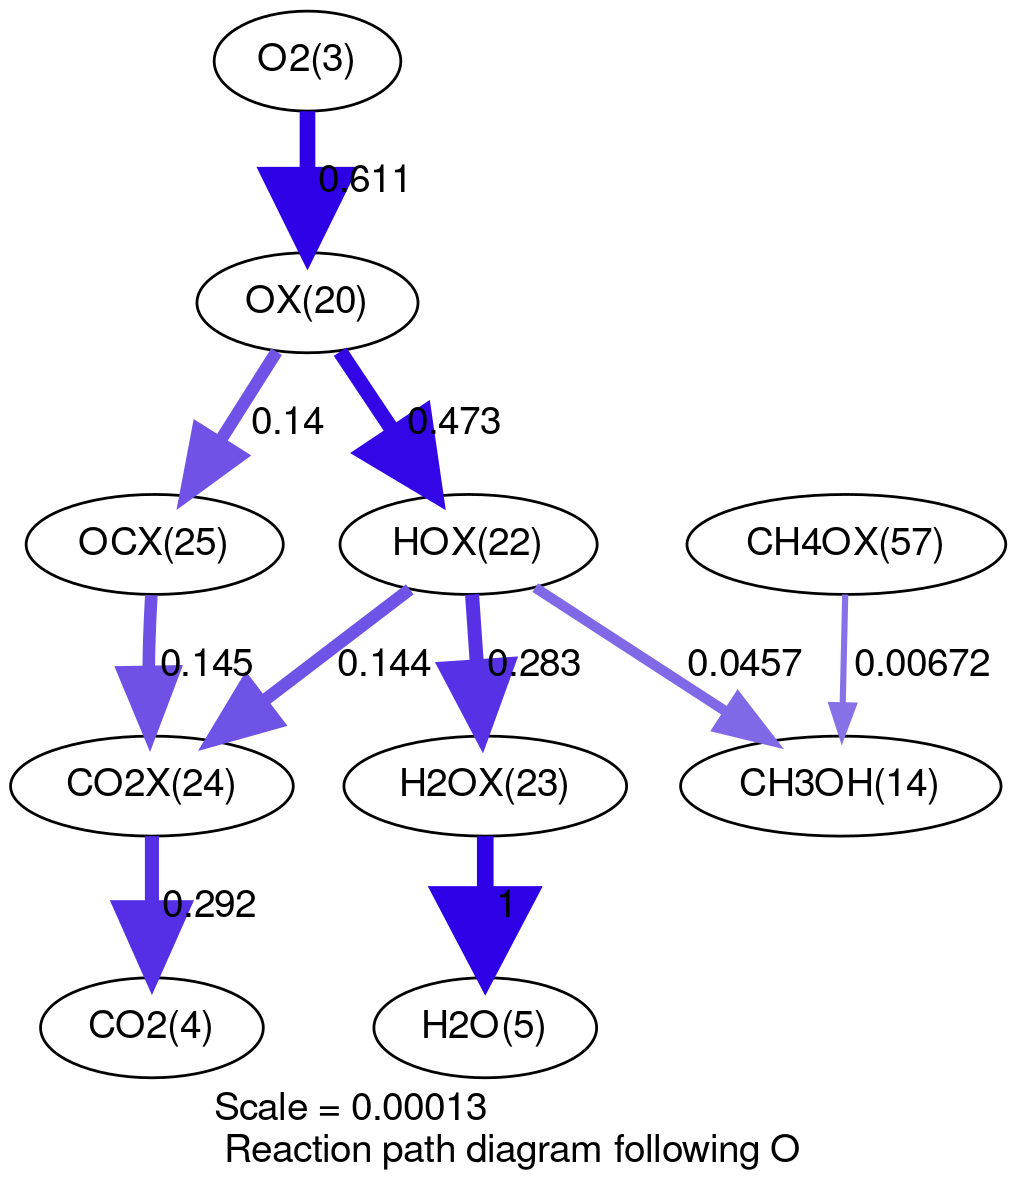 O2(3)
0.611
OX(20)
0.14
0.473
OCX(25)
HOX(22)
CH4OX(57)
0.145
0.144
0.283
0.0457
0.00672
CO2X(24)
H2OX(23)
CH3OH(14)
0.292
1
CO2(4)
H2O(5)
Scale = 0.00013
Reaction path diagram following O